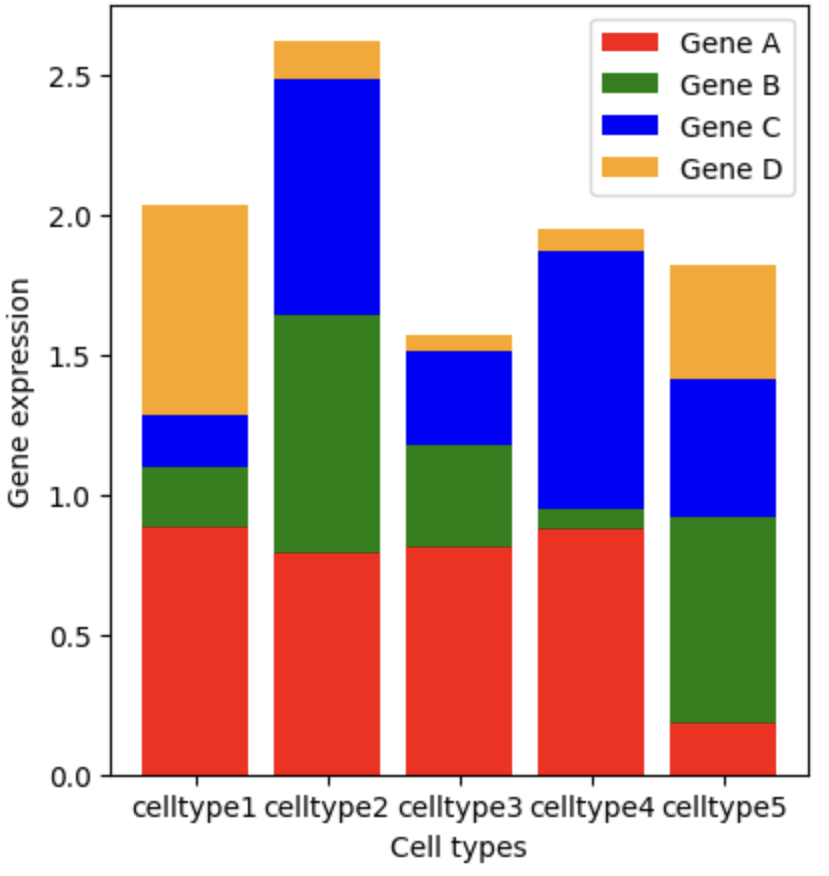 Gene A
Gene B
Gene C
Gene D
2.5
2.0
1.5
1.0
0.5
0.0
Gene expression
celltype1 celltype2 celltype3 celltype4 celltype5
Cell types